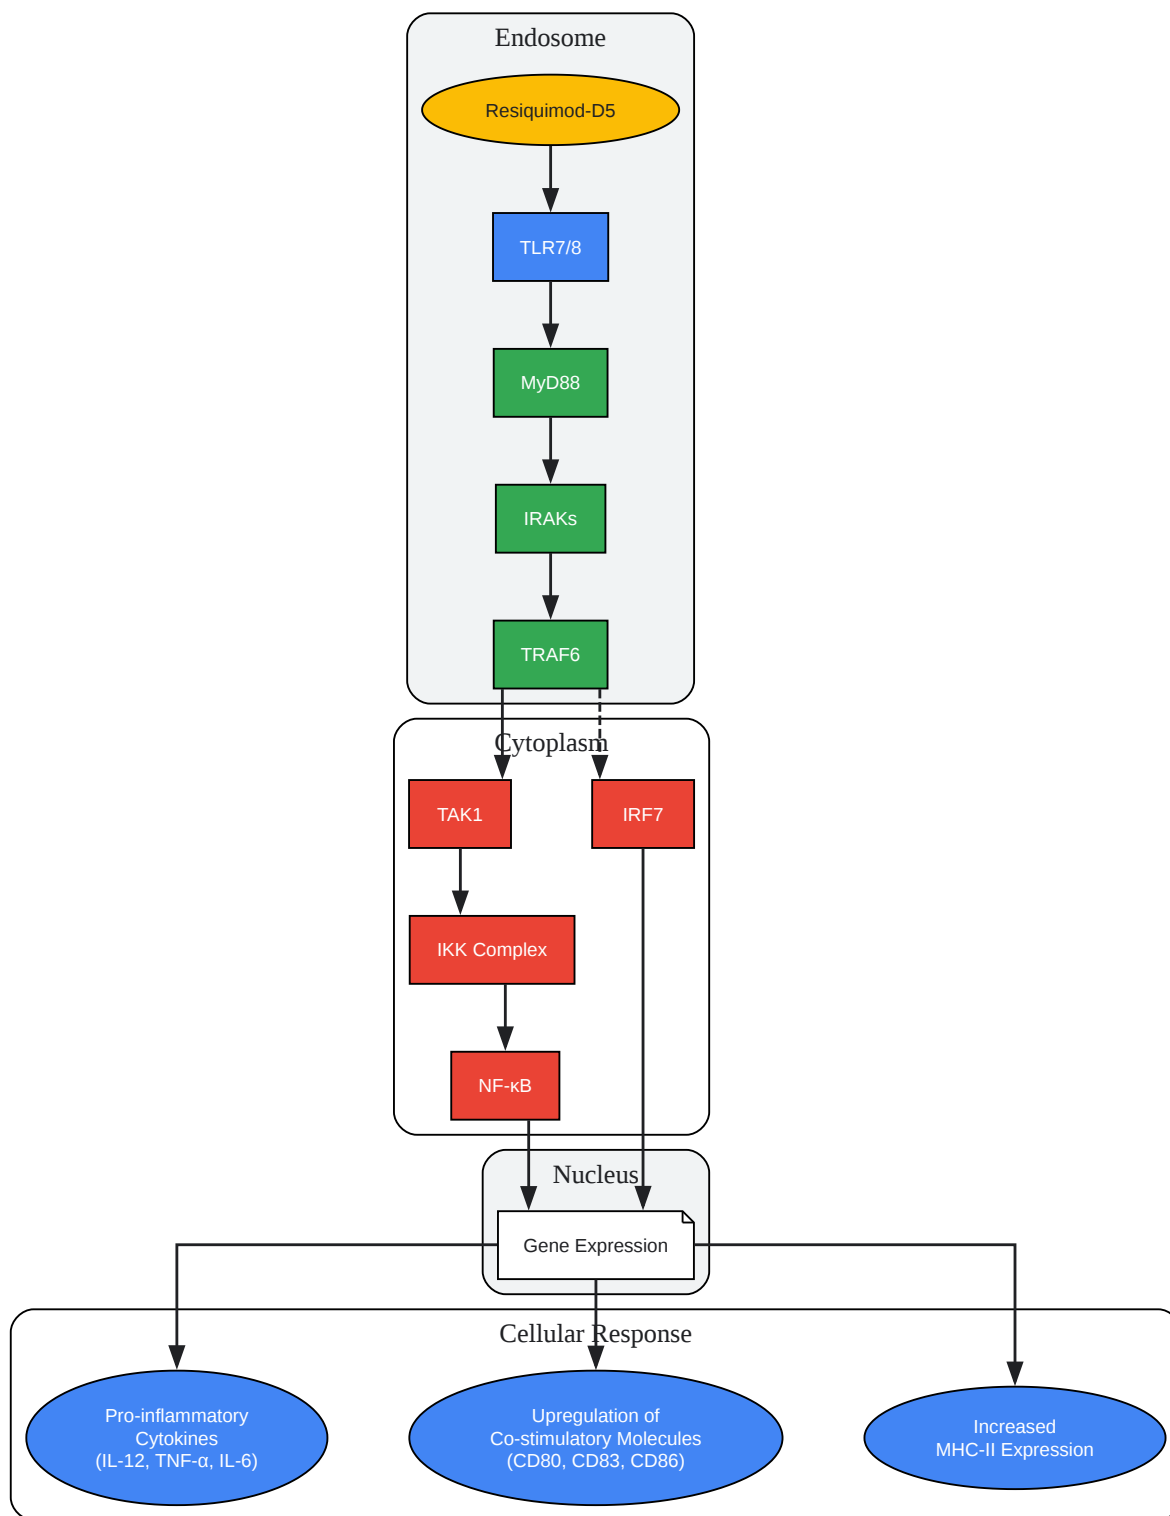 Endosome
Resiquimod-D5
TLR7/8
MyD88
IRAKs
TRAF6
Cytoplasm
TAK1
IRF7
IKK Complex
NF-κB
Nucleus
Gene Expression
Cellular Response
Pro-inflammatory
Cytokines
(IL-12, TNF-α, IL-6)
Upregulation of
Co-stimulatory Molecules
(CD80, CD83, CD86)
Increased
MHC-II Expression